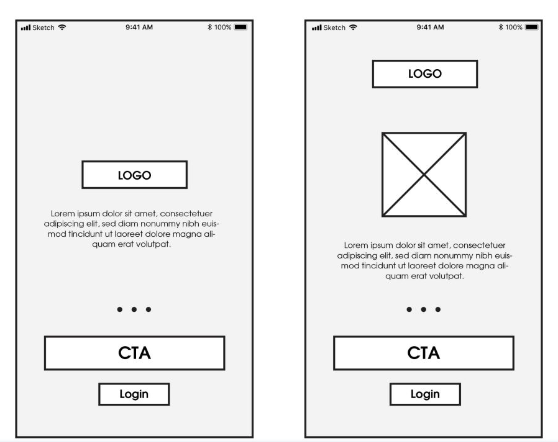 Sketch 9:41 AM 100%
LOGO
Lorem ipsum dolor sit amet, consectetuer
adipiscing elit, sed diam nonummy nibh euis-
mod tincidunt ut laoreet dolore magna ali-
quam erat volutpat.
CTA
Login
Sketch 9:41 AM 100%
LOGO
Lorem ipsum dolor sit amet, consectetuer
adipiscing elit, sed diam nonummy nibh euis-
mod tincidunt ut laoreet dolore magna ali-
quam erat volutpat.
CTA
Login